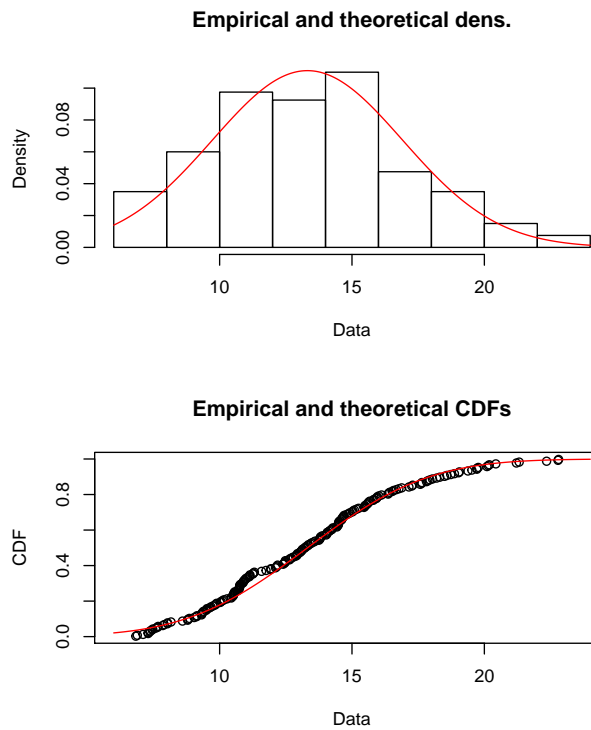 Empirical and theoretical dens.
Density
0.00 0.04 0.08
10 15 20
Data
Empirical and theoretical CDFs
CDF
0.0 0.4 0.8
10 15 20
Data